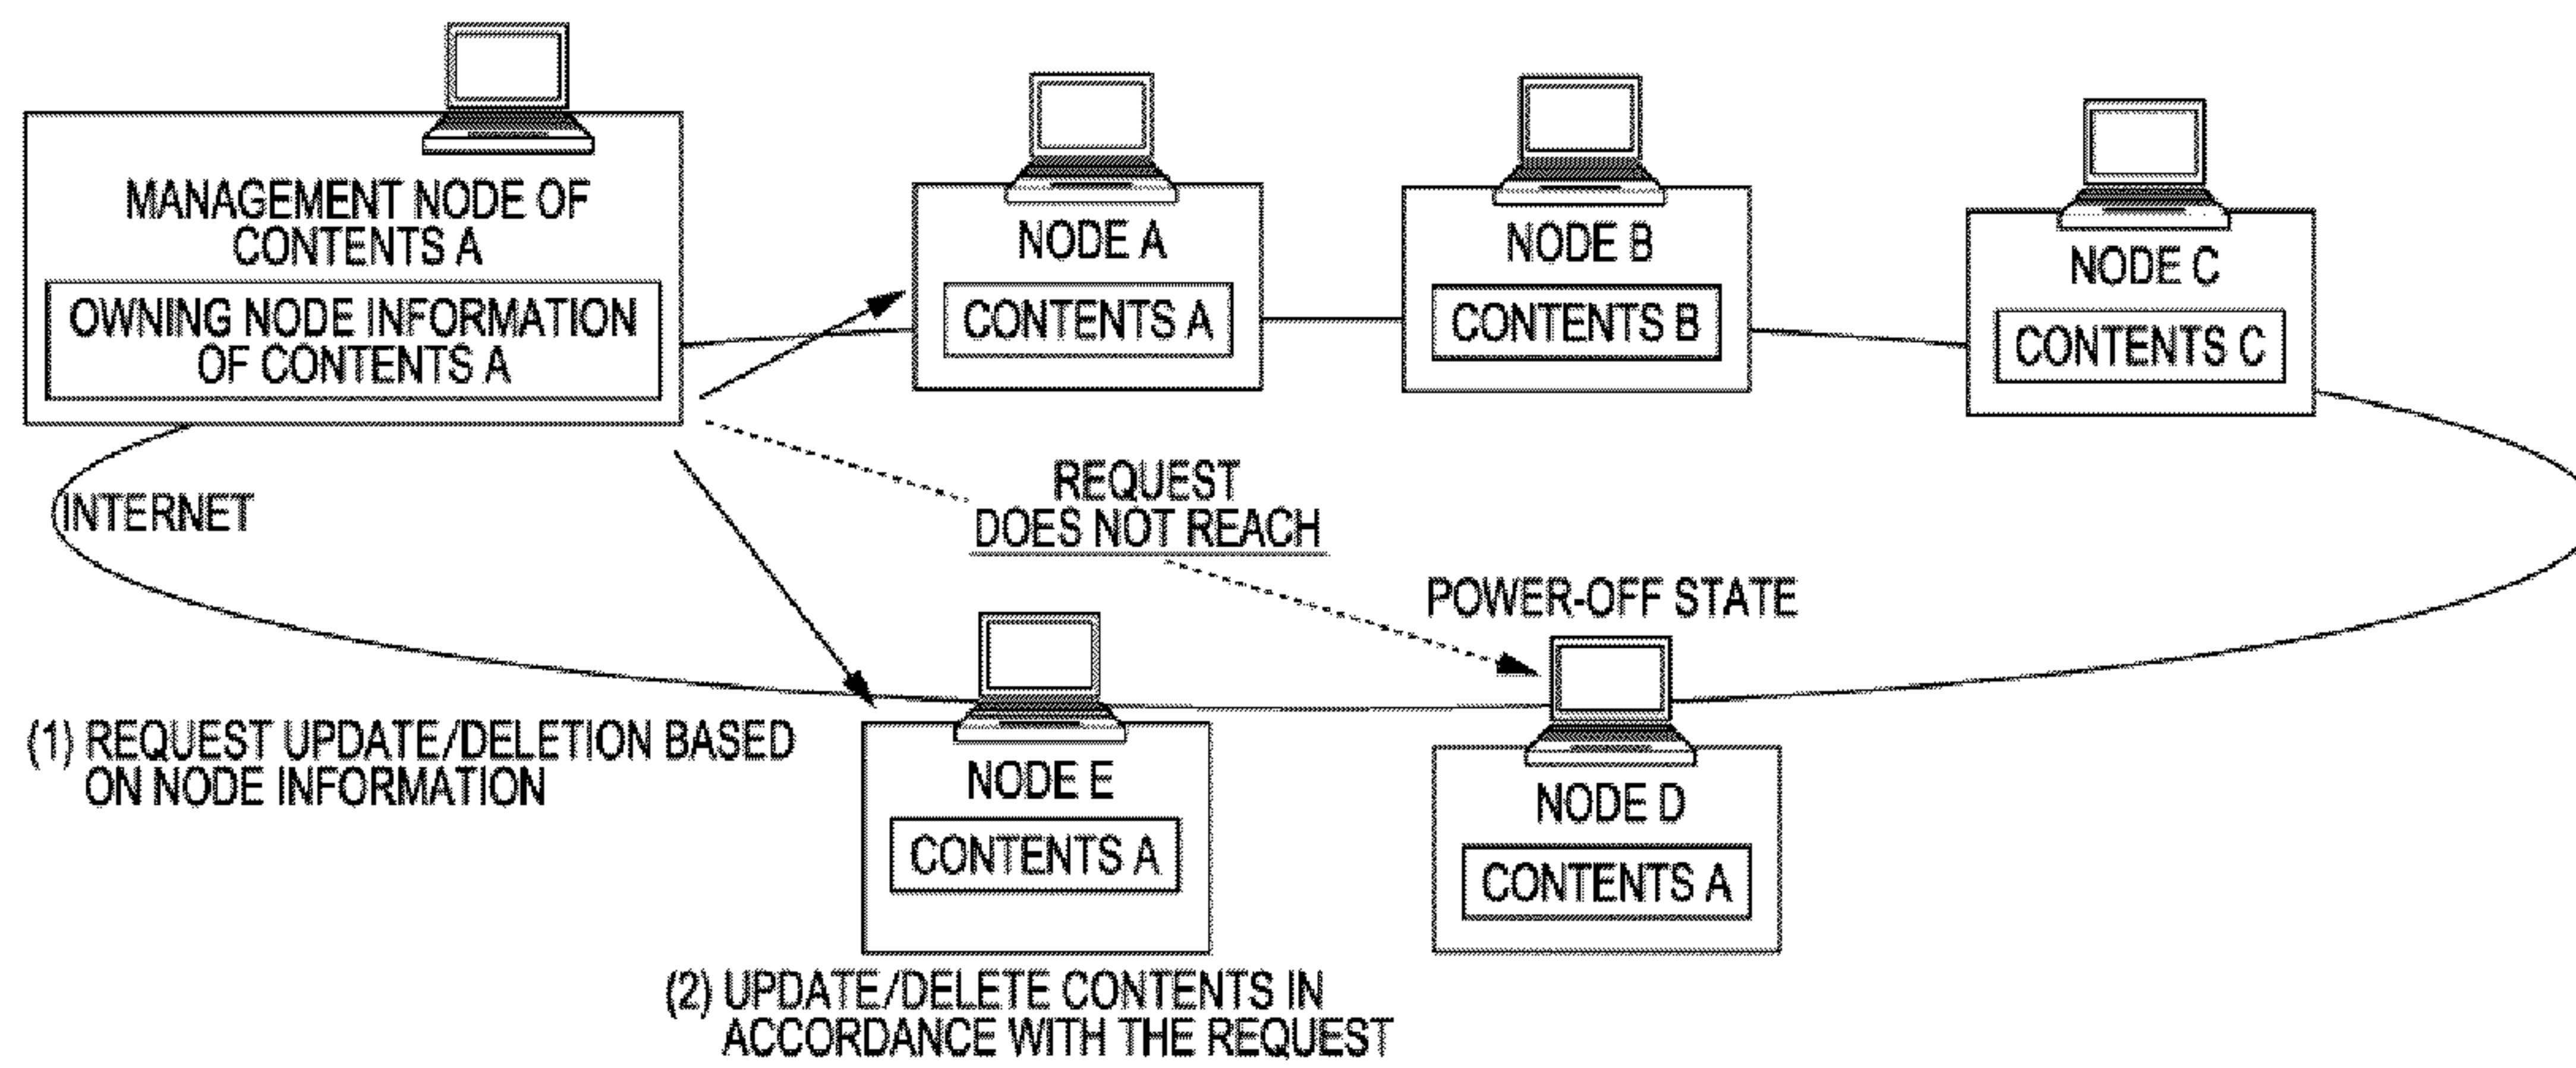 MANAGEMENT NODE OF
CONTENTS A
OWNING NODE INFORMATION
OF CONTENTS A
NODE A
CONTENTS A
NODE B
CONTENTS B
NODE C
CONTENTS C
INTERNET
REQUEST
DOES NOT REACH
POWER-OFF STATE
(1) REQUEST UPDATE/DELETION BASED
ON NODE INFORMATION
NODE E
CONTENTS A
NODE D
CONTENTS A
(2) UPDATE/DELETE CONTENTS IN
ACCORDANCE WITH THE REQUEST